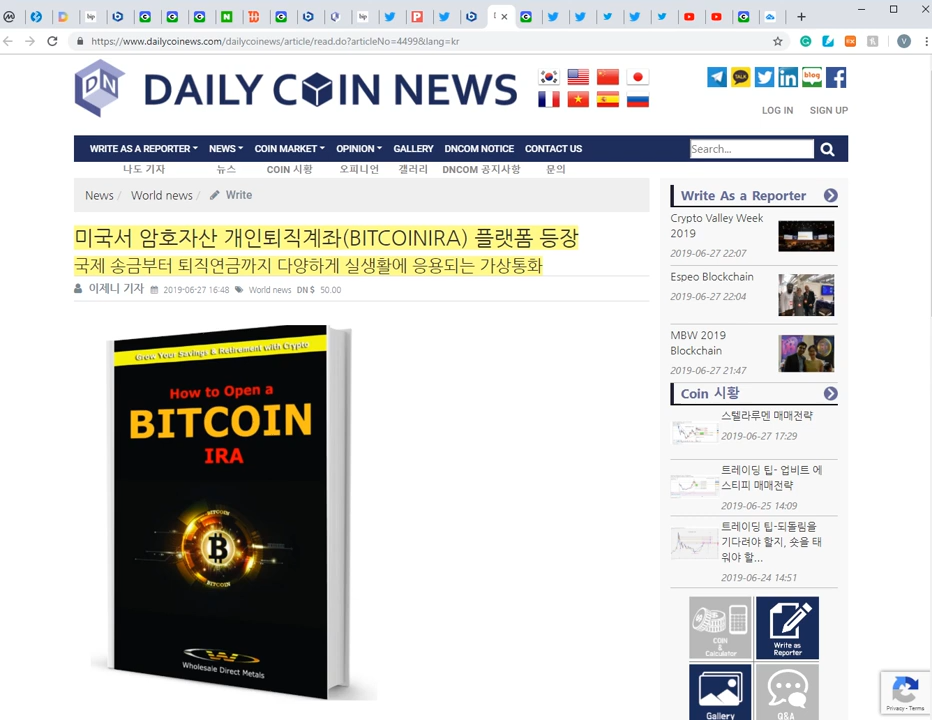 https://www.dailycoinews.com/dailycoinews/article/read.do?articleNo=4499&lang=kr
V
DN
DAILY COIN NEWS
TALK
blog
LOG IN SIGN UP
WRITE AS A REPORTER NEWS COIN MARKET OPINION GALLERY DNCOM NOTICE CONTACT US
Search...
나도 기자 뉴스 COIN 시황 오피니언 갤러리 DNCOM 공지사항 문의
News / World news / Write
미국서 암호자산 개인퇴직계좌(BITCOINIRA) 플랫폼 등장
국제 송금부터 퇴직연금까지 다양하게 실생활에 응용되는 가상통화
이제니 기자 2019-06-27 16:48 World news DN $ 50.00
Grow Your Savings & Retirement with Crypto
How to Open a
BITCOIN
IRA
BITCOIN
BITCOIN
Wholesale Direct Metals
Write As a Reporter
Crypto Valley Week
2019
2019-06-27 22:07
Espeo Blockchain
2019-06-27 22:04
MBW 2019
Blockchain
2019-06-27 21:47
Coin 시황
스텔라루멘 매매전략
2019-06-27 17:29
트레이딩 팁- 업비트 에
스티피 매매전략
2019-06-25 14:09
트레이딩 팁-되돌림을
기다려야 할지, 숏을 태
워야 할...
2019-06-24 14:51
COIN
&
Calculator
Write as
Reporter
Gallery
Q&A
Privacy - Terms